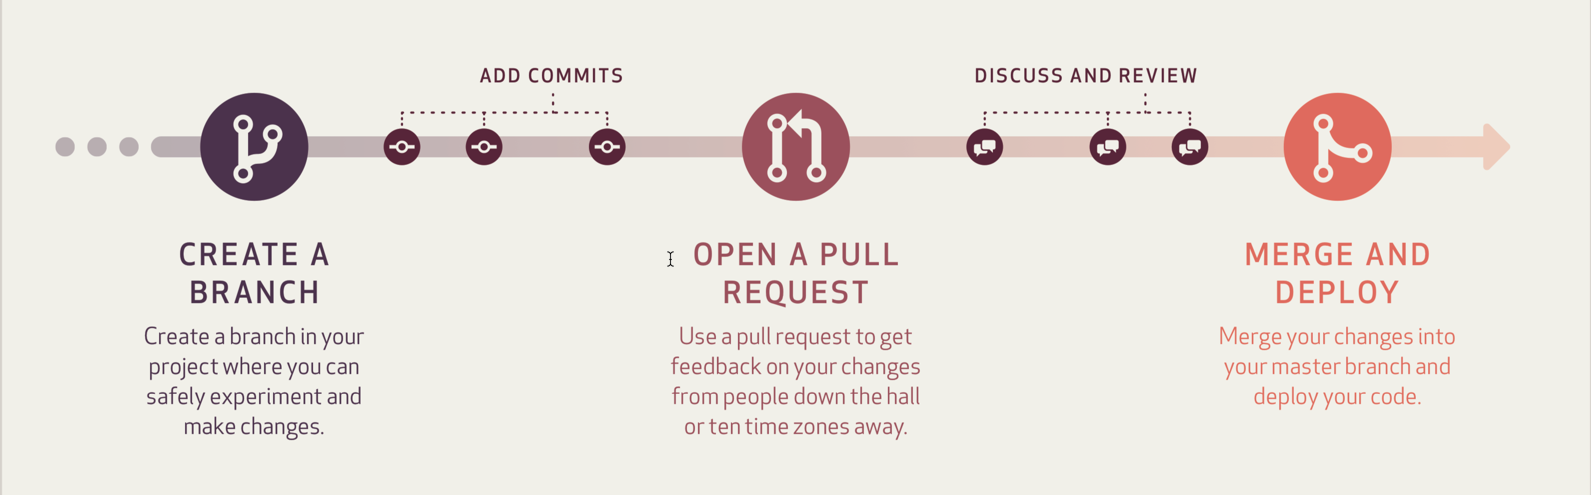 ADD COMMITS
DISCUSS AND REVIEW
CREATE A
BRANCH
Create a branch in your
project where you can
safely experiment and
make changes.
OPEN A PULL
REQUEST
Use a pull request to get
feedback on your changes
from people down the hall
or ten time zones away.
MERGE AND
DEPLOY
Merge your changes into
your master branch and
deploy your code.